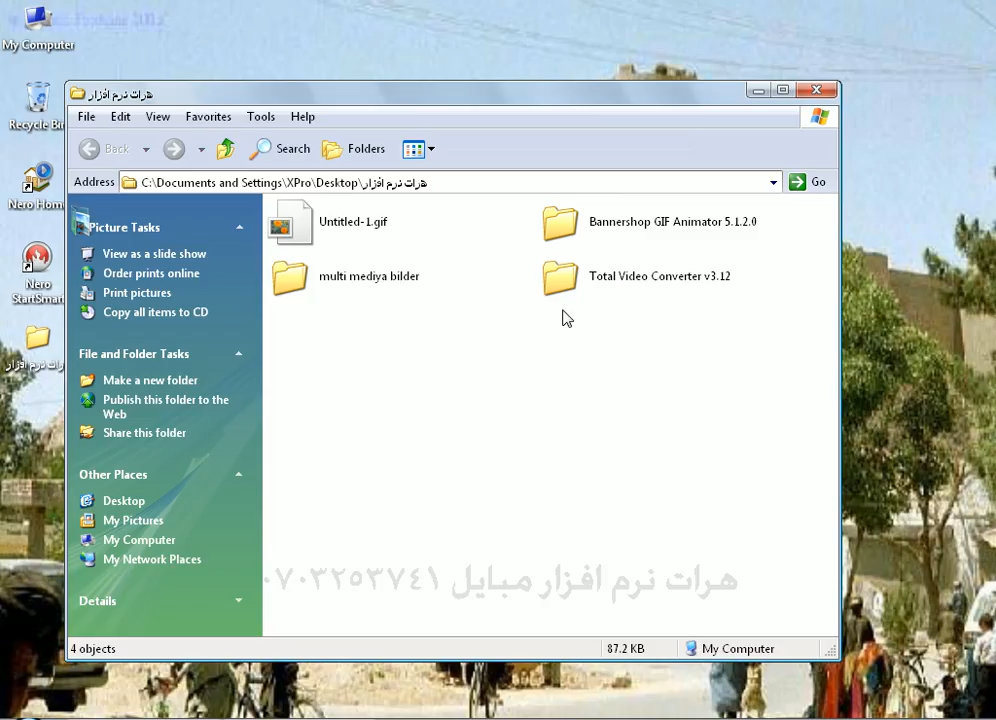 My Computer
Recycle Bin
Nero Home
Nero
StartSmart
هرات نرم افزار
File Edit View Favorites Tools Help
Back Search Folders
Address C:\Documents and Settings\XPro\Desktop\هرات نرم افزار Go
Picture Tasks
View as a slide show
Order prints online
Print pictures
Copy all items to CD
File and Folder Tasks
Make a new folder
Publish this folder to the
Web
Share this folder
Other Places
Desktop
My Pictures
My Computer
My Network Places
Details
Untitled-1.gif
Bannershop GIF Animator 5.1.2.0
multi mediya bilder
Total Video Converter v3.12
هرات نرم افزار مبایل ٠٧٠٣٢٥٣٧٤١
4 objects 87.2 KB My Computer